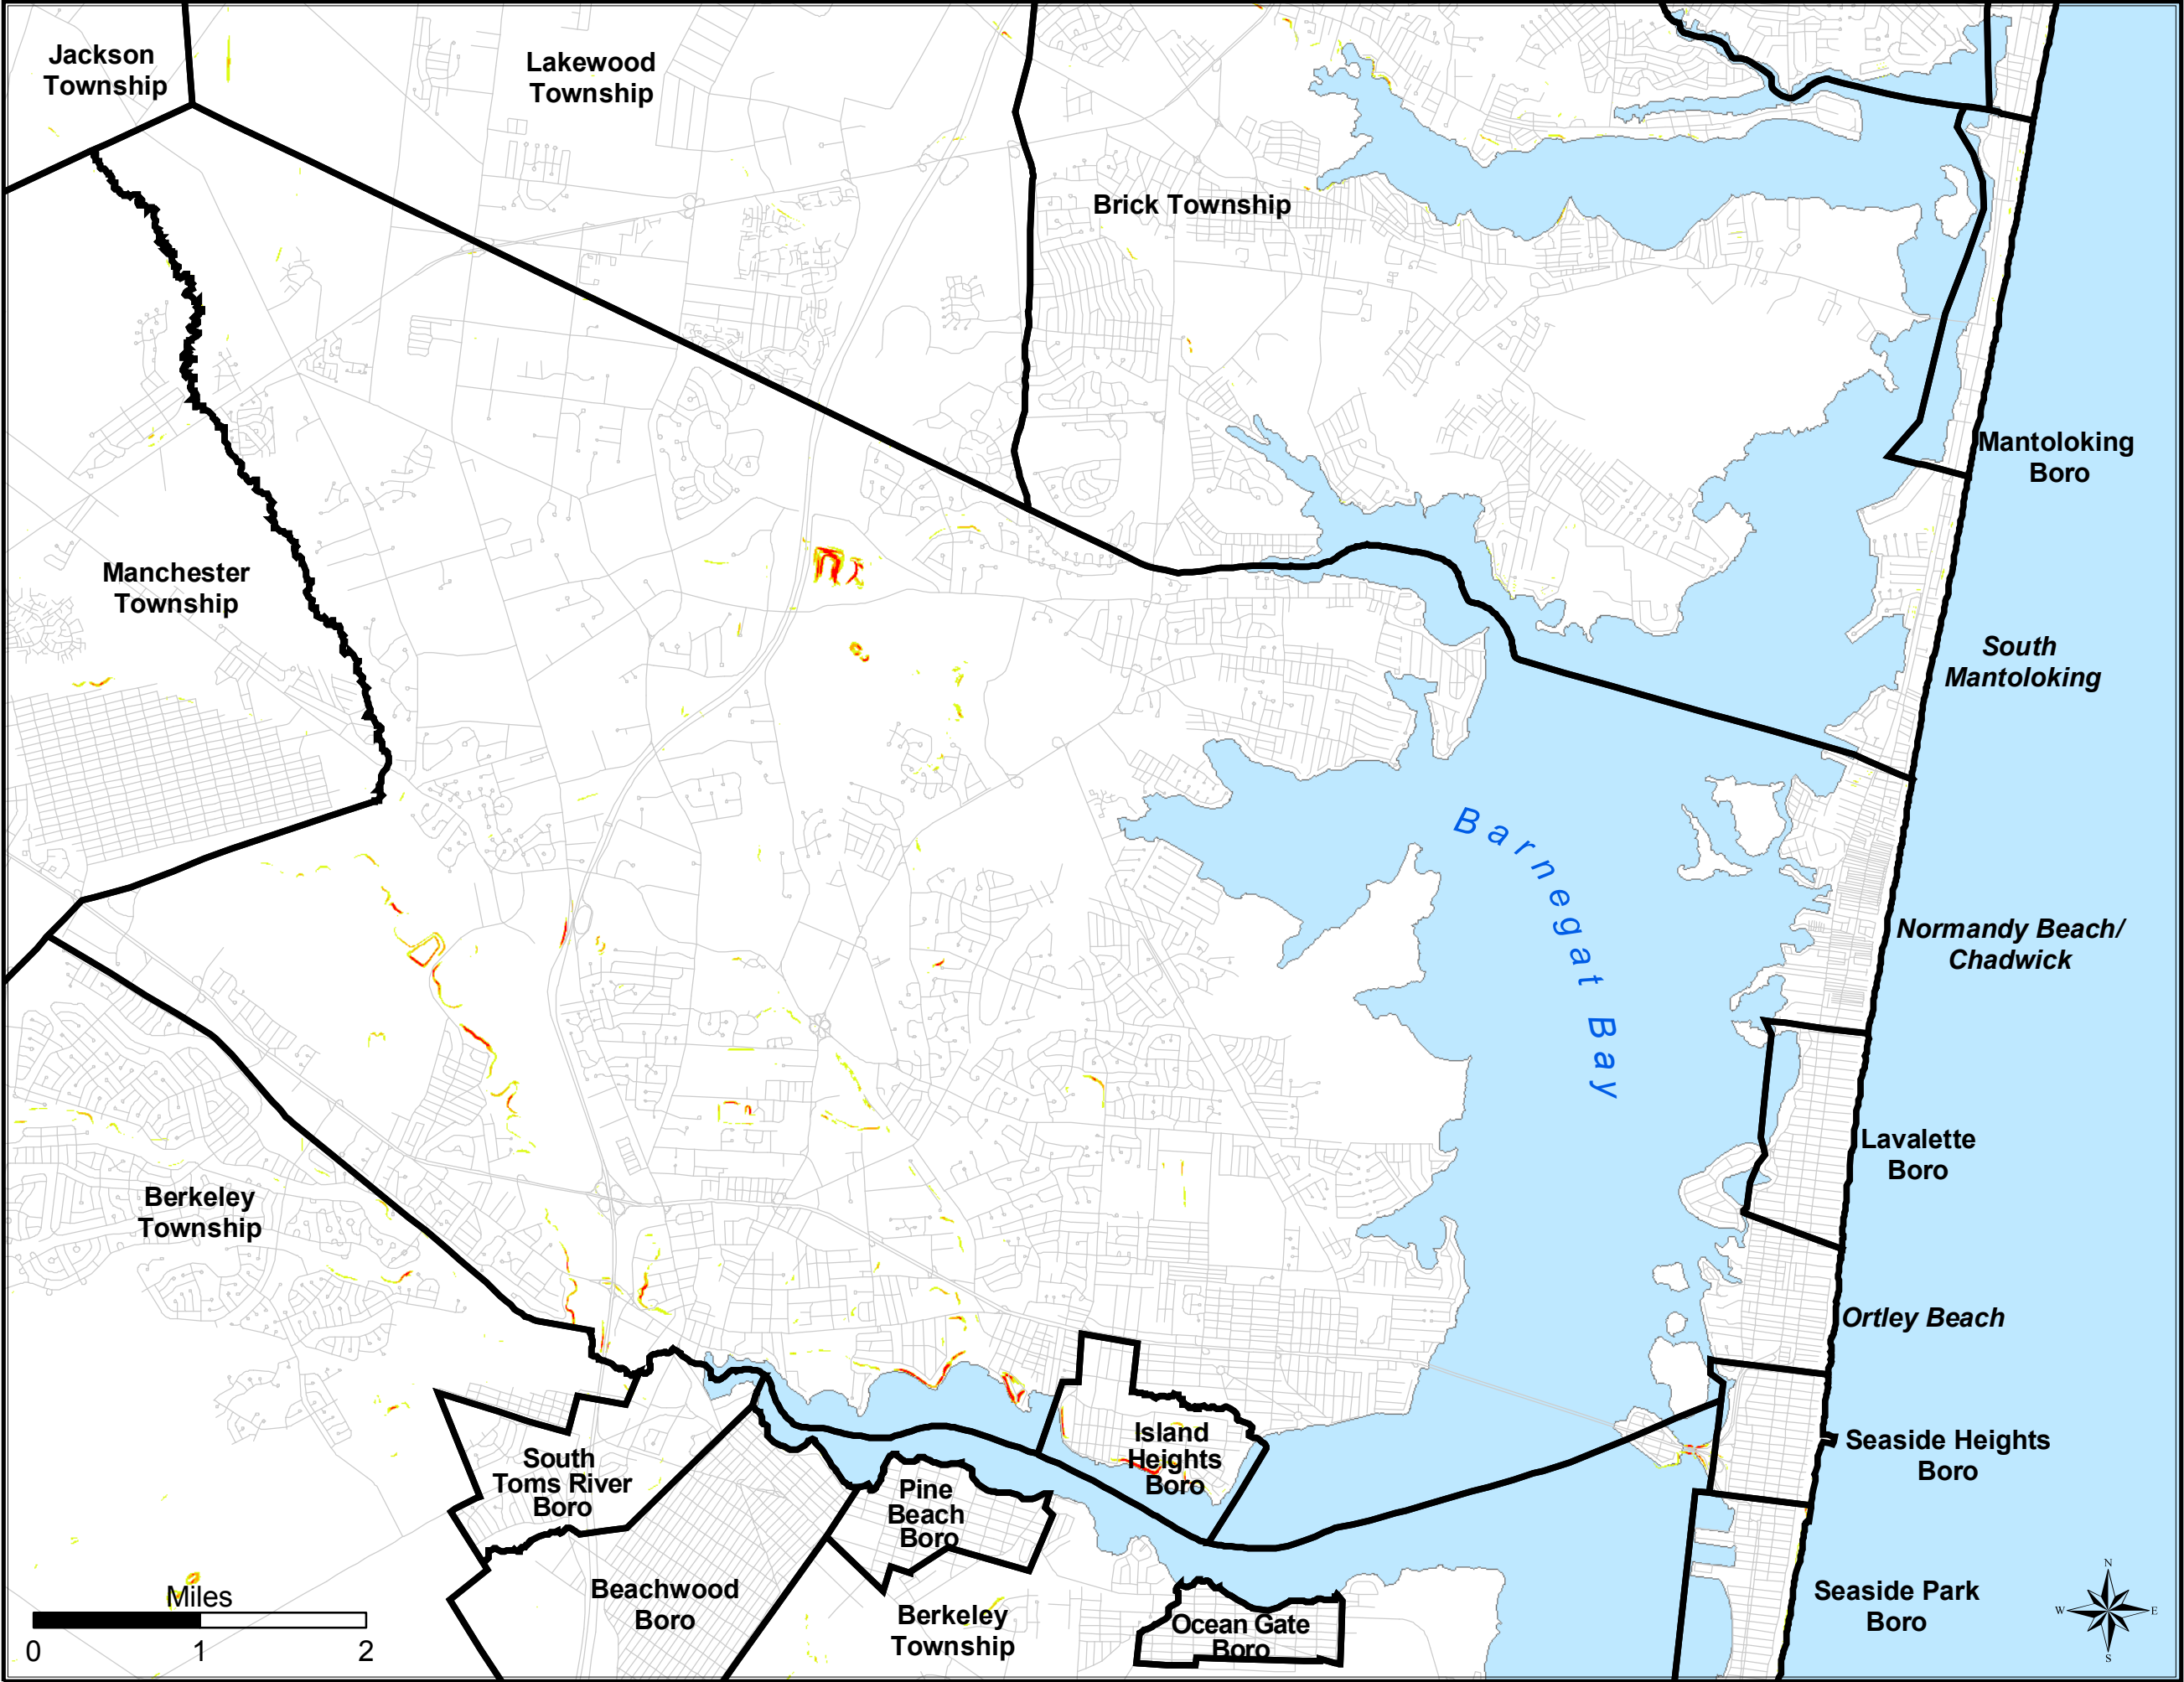 Jackson
Township
Lakewood
Township
Brick Township
Mantoloking
Boro
Manchester
Township
South
Mantoloking
Barnegat Bay
Normandy Beach/
Chadwick
Lavalette
Boro
Berkeley
Township
Ortley Beach
Island
Heights
Boro
Seaside Heights
Boro
South
Toms River
Boro
Pine
Beach
Boro
Beachwood
Boro
Berkeley
Township
Ocean Gate
Boro
Seaside Park
Boro
Miles
0 1 2
N
W E
S